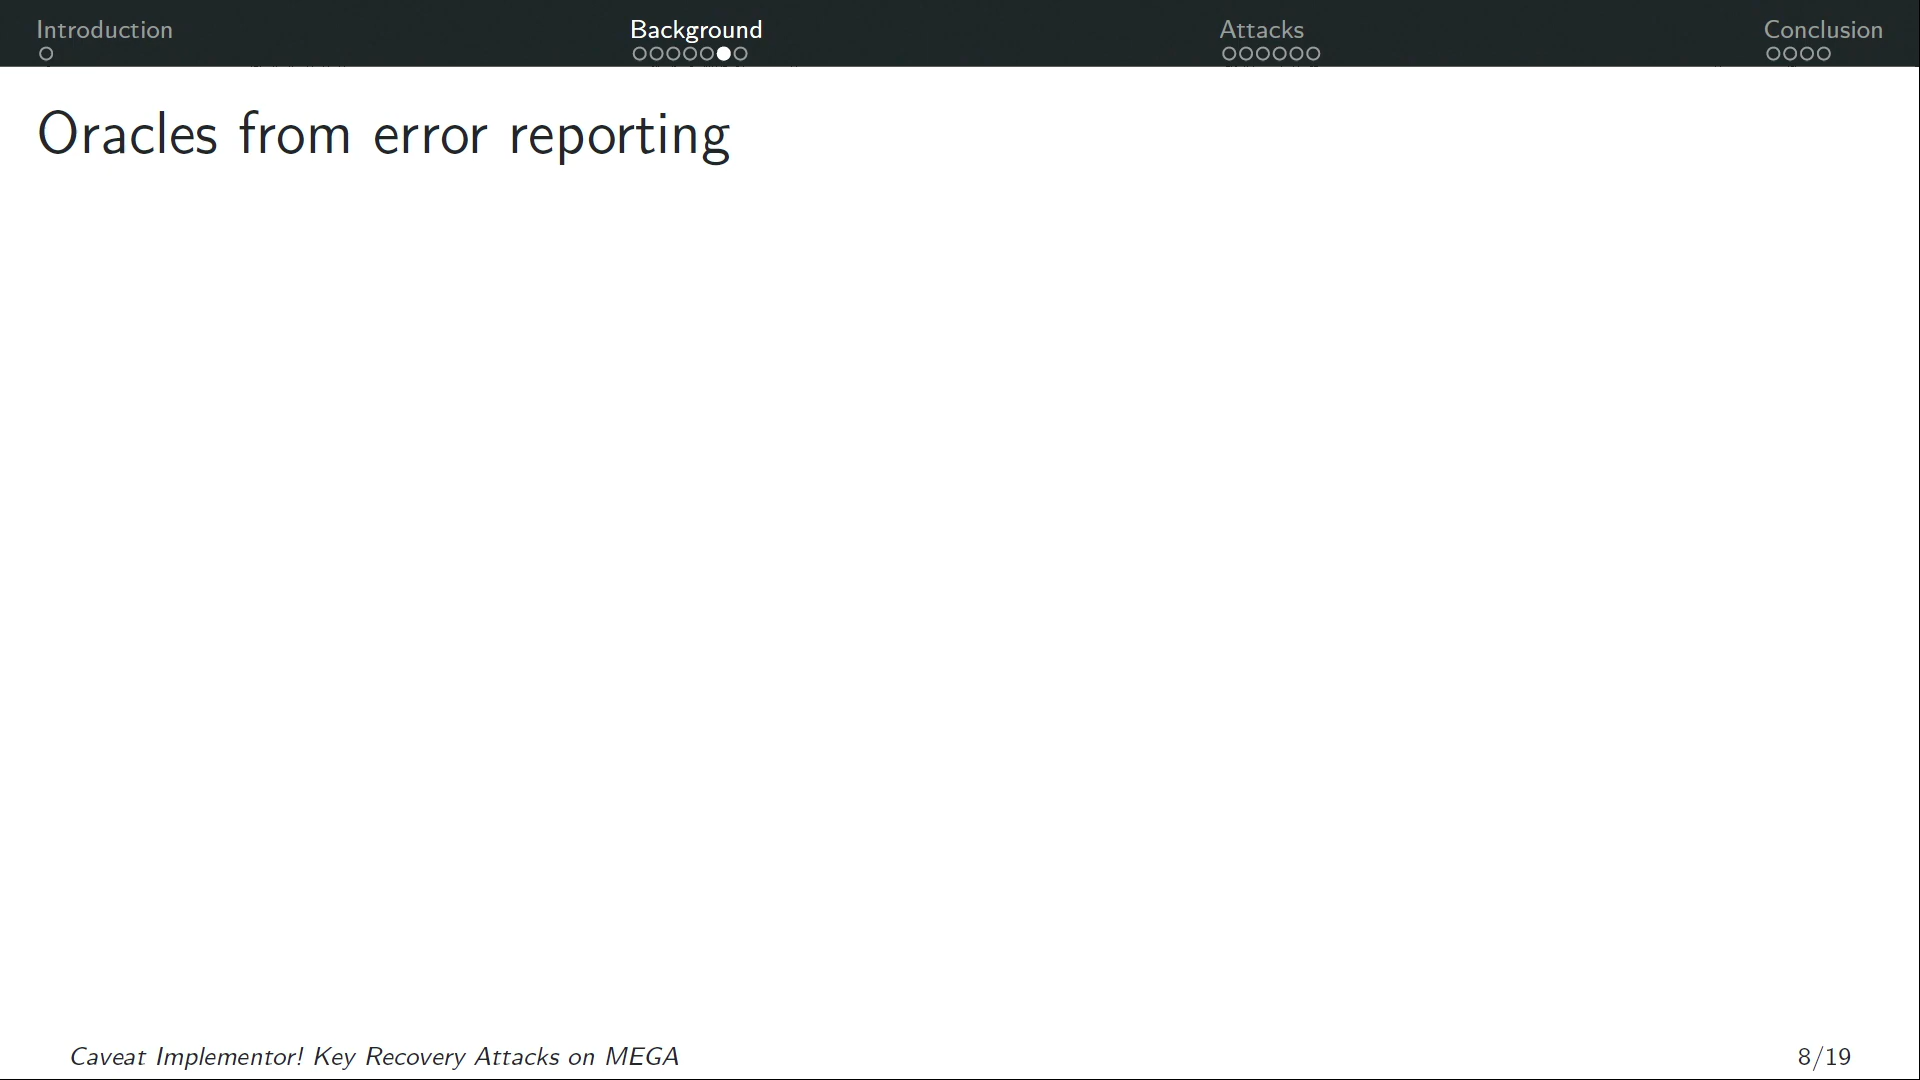 Introduction Background Attacks Conclusion
Oracles from error reporting
Caveat Implementor! Key Recovery Attacks on MEGA 8/19